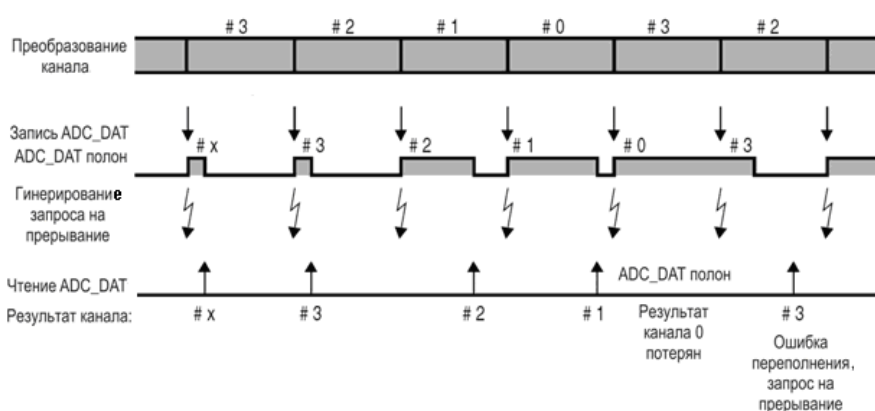 # 3 # 2 # 1 # 0 # 3 # 2
Преобразование
канала
Запись ADC_DAT
ADC_DAT полон
# x # 3 # 2 # 1 # 0 # 3
Гинерирование
запроса на
прерывание
Чтение ADC_DAT
ADC_DAT полон
Результат канала:
# x # 3 # 2 # 1
Результат
канала 0
потерян
# 3
Ошибка
переполнения,
запрос на
прерывание